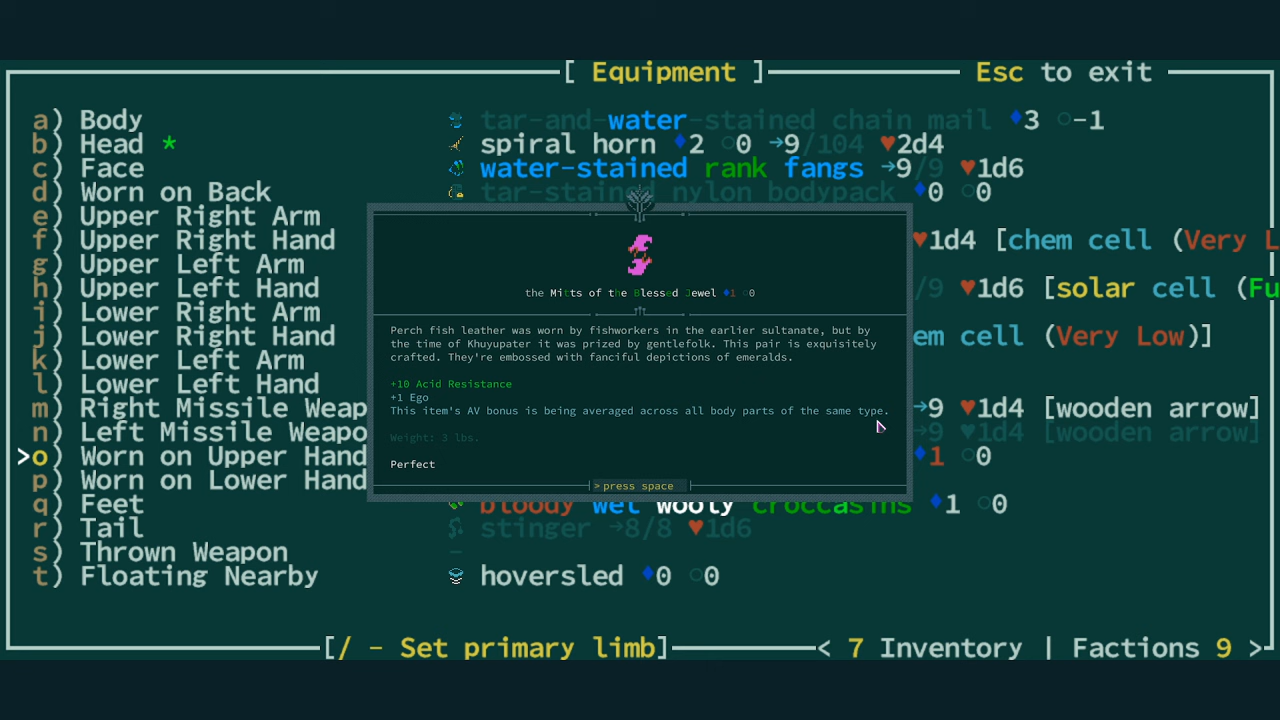 [ Equipment ] Esc to exit
a) Body tar-and-water-stained chain mail ♦3 ○-1
b) Head * spiral horn ♦2 ○0 →9/104 ♥2d4
c) Face water-stained rank fangs →9/9 ♥1d6
d) Worn on Back tar-stained nylon bodypack ♦0 ○0
e) Upper Right Arm
f) Upper Right Hand ♥1d4 [chem cell (Very L
g) Upper Left Arm
h) Upper Left Hand /9 ♥1d6 [solar cell (Fu
i) Lower Right Arm
j) Lower Right Hand em cell (Very Low)]
k) Lower Left Arm
l) Lower Left Hand
m) Right Missile Weap →9 ♥1d4 [wooden arrow]
n) Left Missile Weapo →9 ♥1d4 [wooden arrow]
>o) Worn on Upper Hand ♦1 ○0
p) Worn on Lower Hand
q) Feet bloody wet wooly croccasins ♦1 ○0
r) Tail stinger →8/8 ♥1d6
s) Thrown Weapon –
t) Floating Nearby hoversled ♦0 ○0
[/ – Set primary limb] < 7 Inventory | Factions 9 >
the Mitts of the Blessed Jewel ♦1 ○0
Perch fish leather was worn by fishworkers in the earlier sultanate, but by
the time of Khuyupater it was prized by gentlefolk. This pair is exquisitely
crafted. They're embossed with fanciful depictions of emeralds.
+10 Acid Resistance
+1 Ego
This item's AV bonus is being averaged across all body parts of the same type.
Weight: 3 lbs.
Perfect
>press space